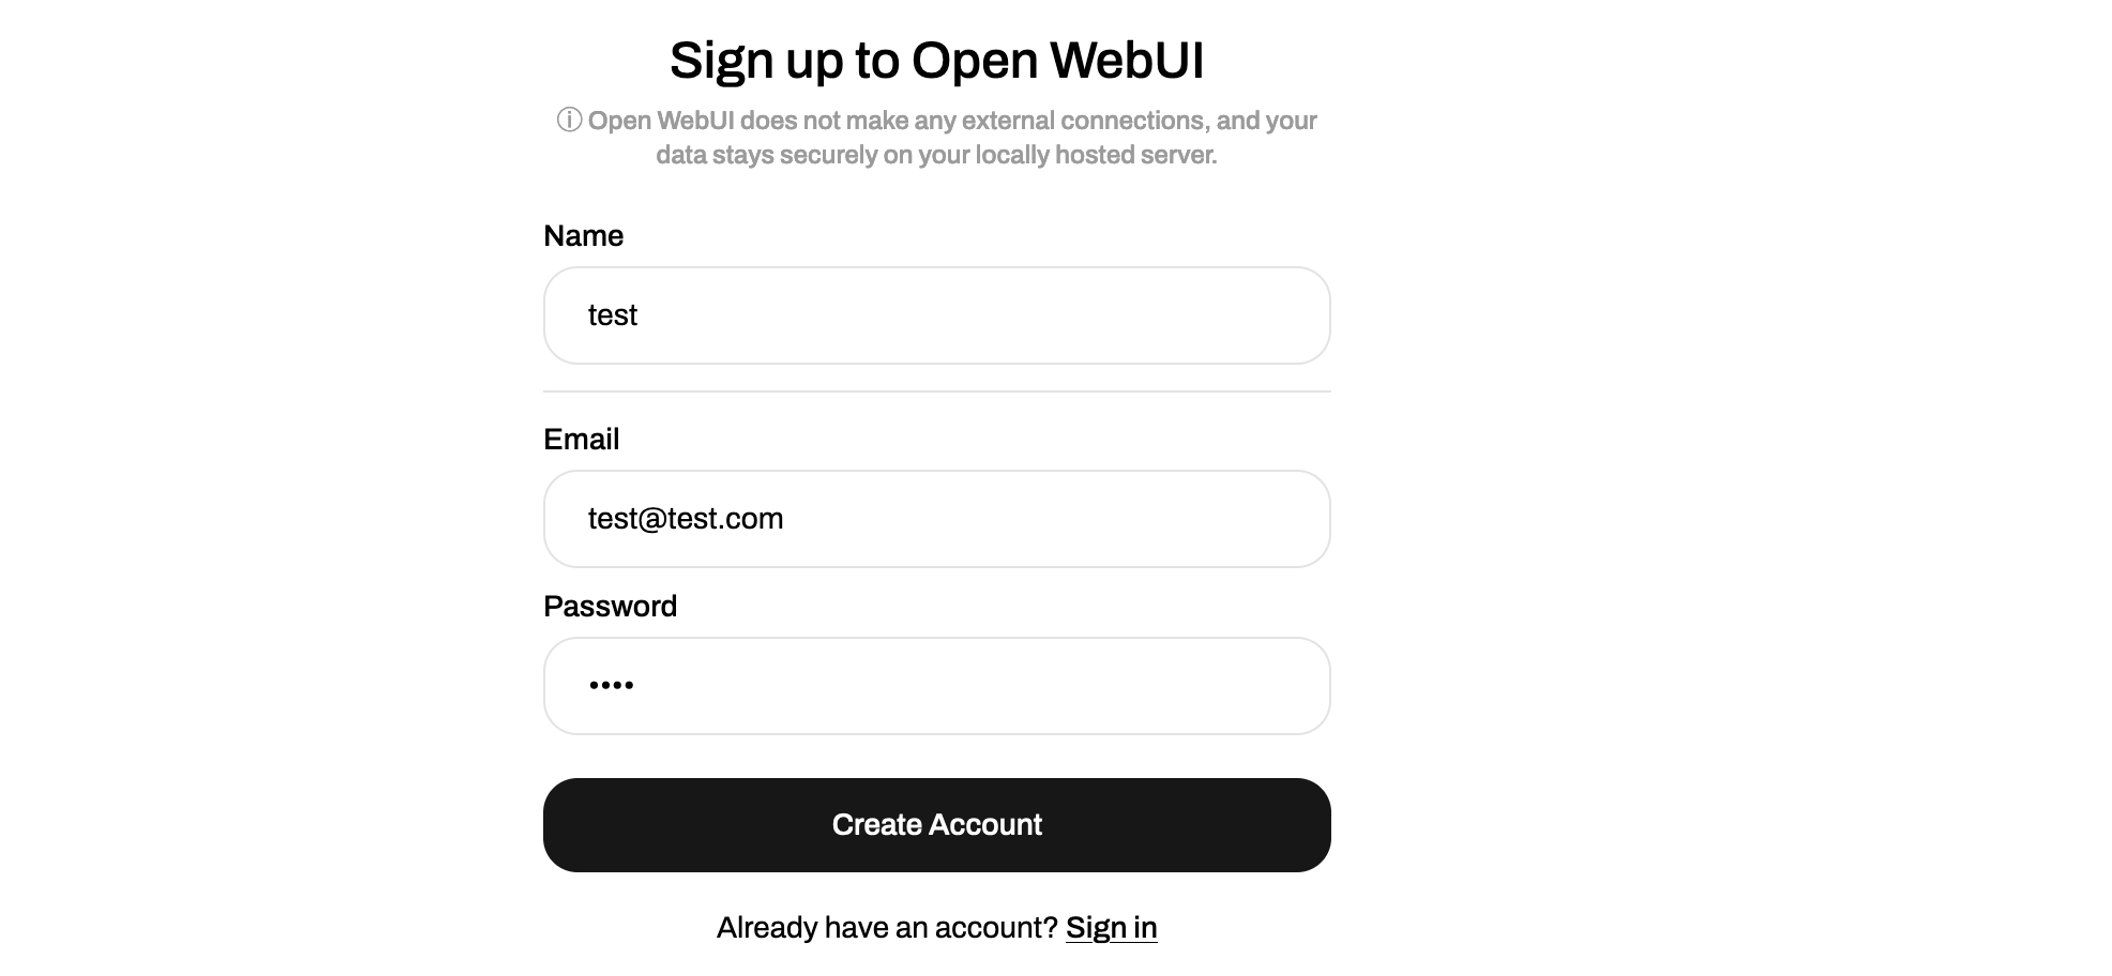 Sign up to Open WebUI
ⓘ Open WebUI does not make any external connections, and your
data stays securely on your locally hosted server.
Name
test
Email
test@test.com
Password
••••
Create Account
Already have an account? Sign in